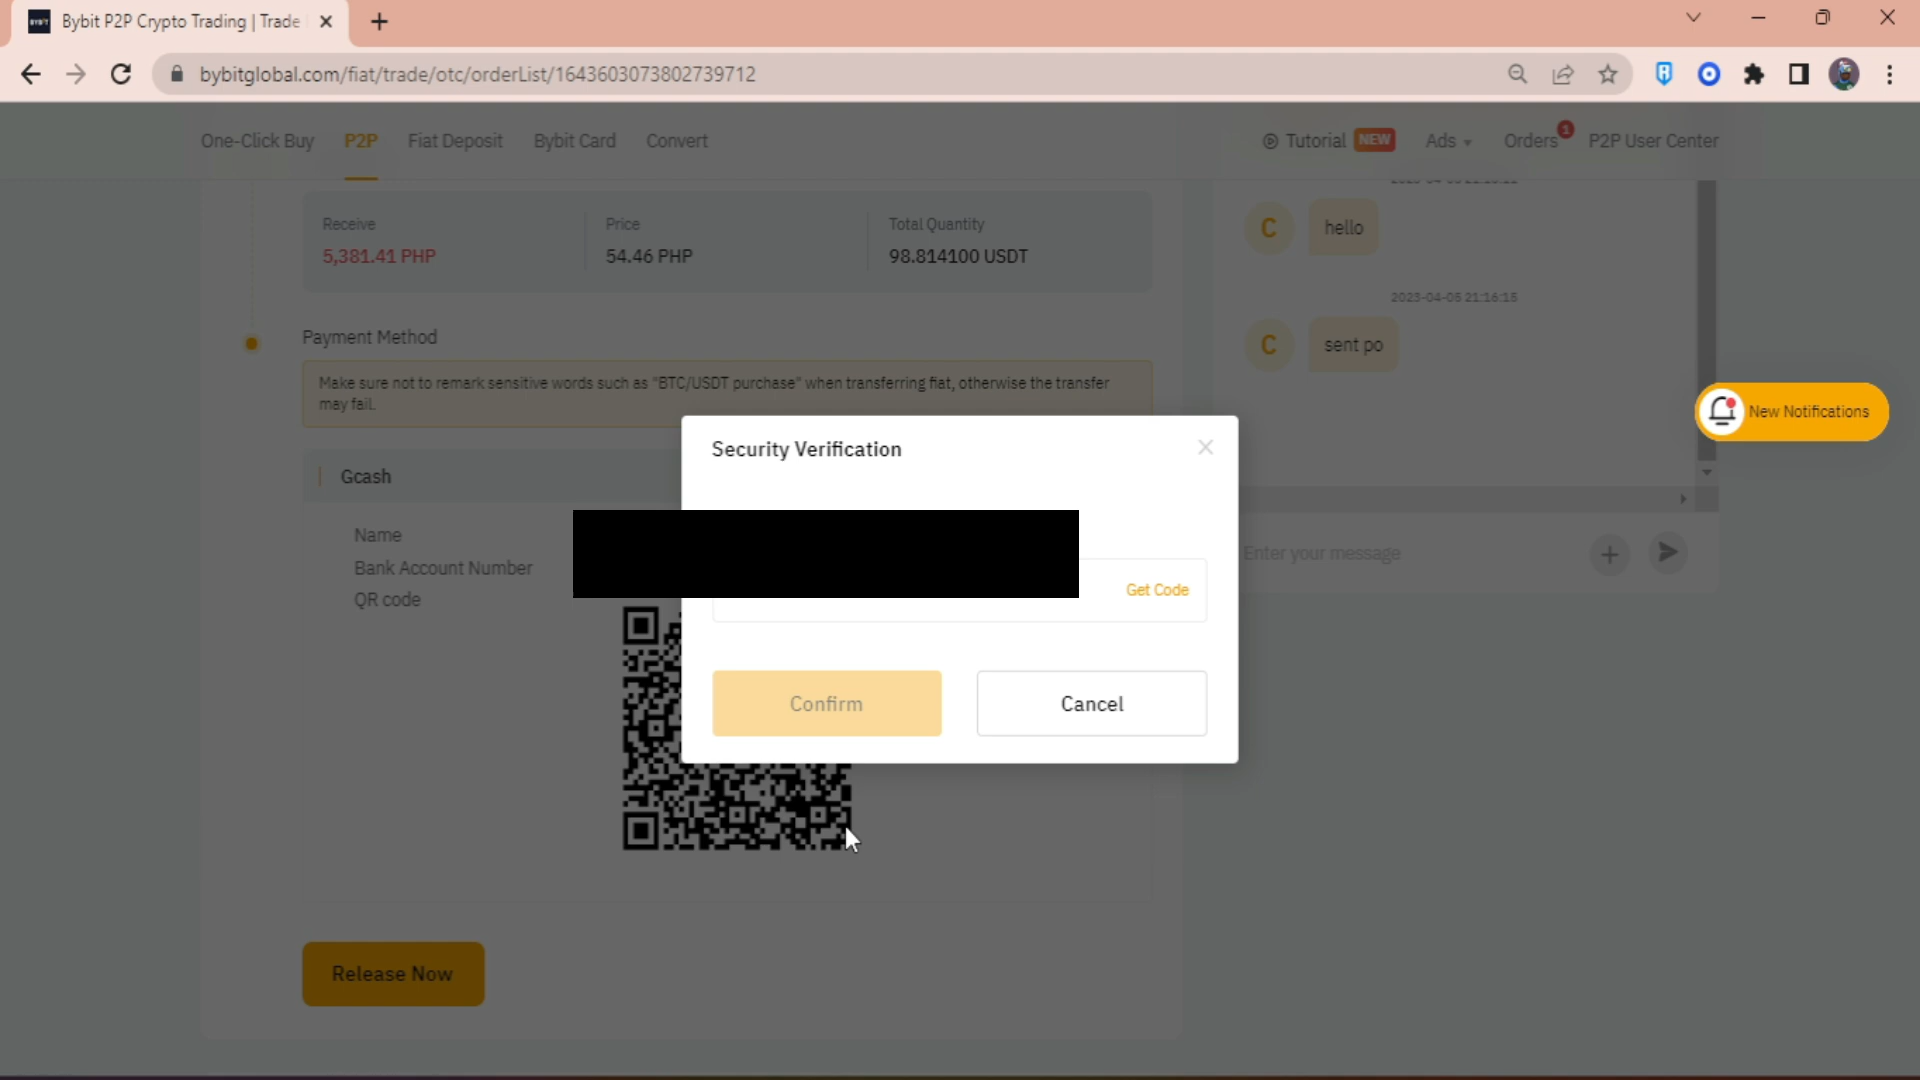 Bybit P2P Crypto Trading | Trade
bybitglobal.com/fiat/trade/otc/orderList/1643603073802739712
One-Click Buy P2P Fiat Deposit Bybit Card Convert Tutorial NEW Ads Orders 1 P2P User Center
Receive Price Total Quantity
5,381.41 PHP 54.46 PHP 98.814100 USDT
C hello
2023-04-05 21:16:15
C sent po
Payment Method
Make sure not to remark sensitive words such as "BTC/USDT purchase" when transferring fiat, otherwise the transfer
may fail.
New Notifications
Gcash
Name
Bank Account Number
QR code
Security Verification
Get Code
Confirm Cancel
Enter your message
Release Now